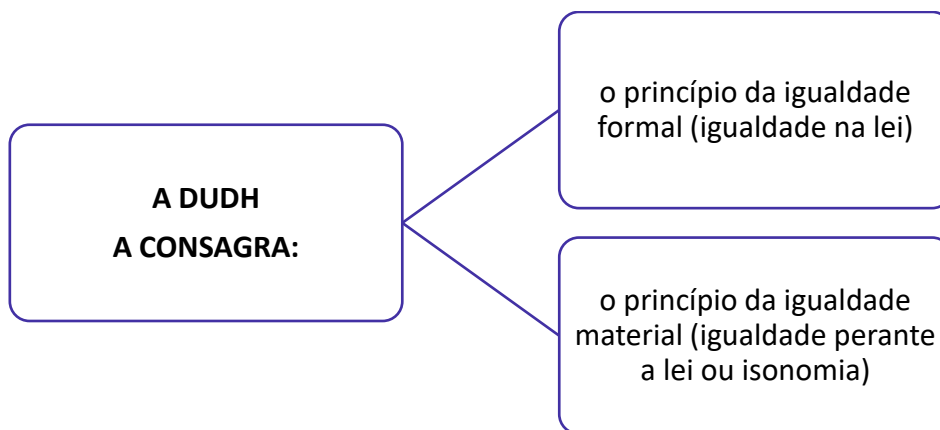 A DUDH
A CONSAGRA:
o princípio da igualdade
formal (igualdade na lei)
o princípio da igualdade
material (igualdade perante
a lei ou isonomia)